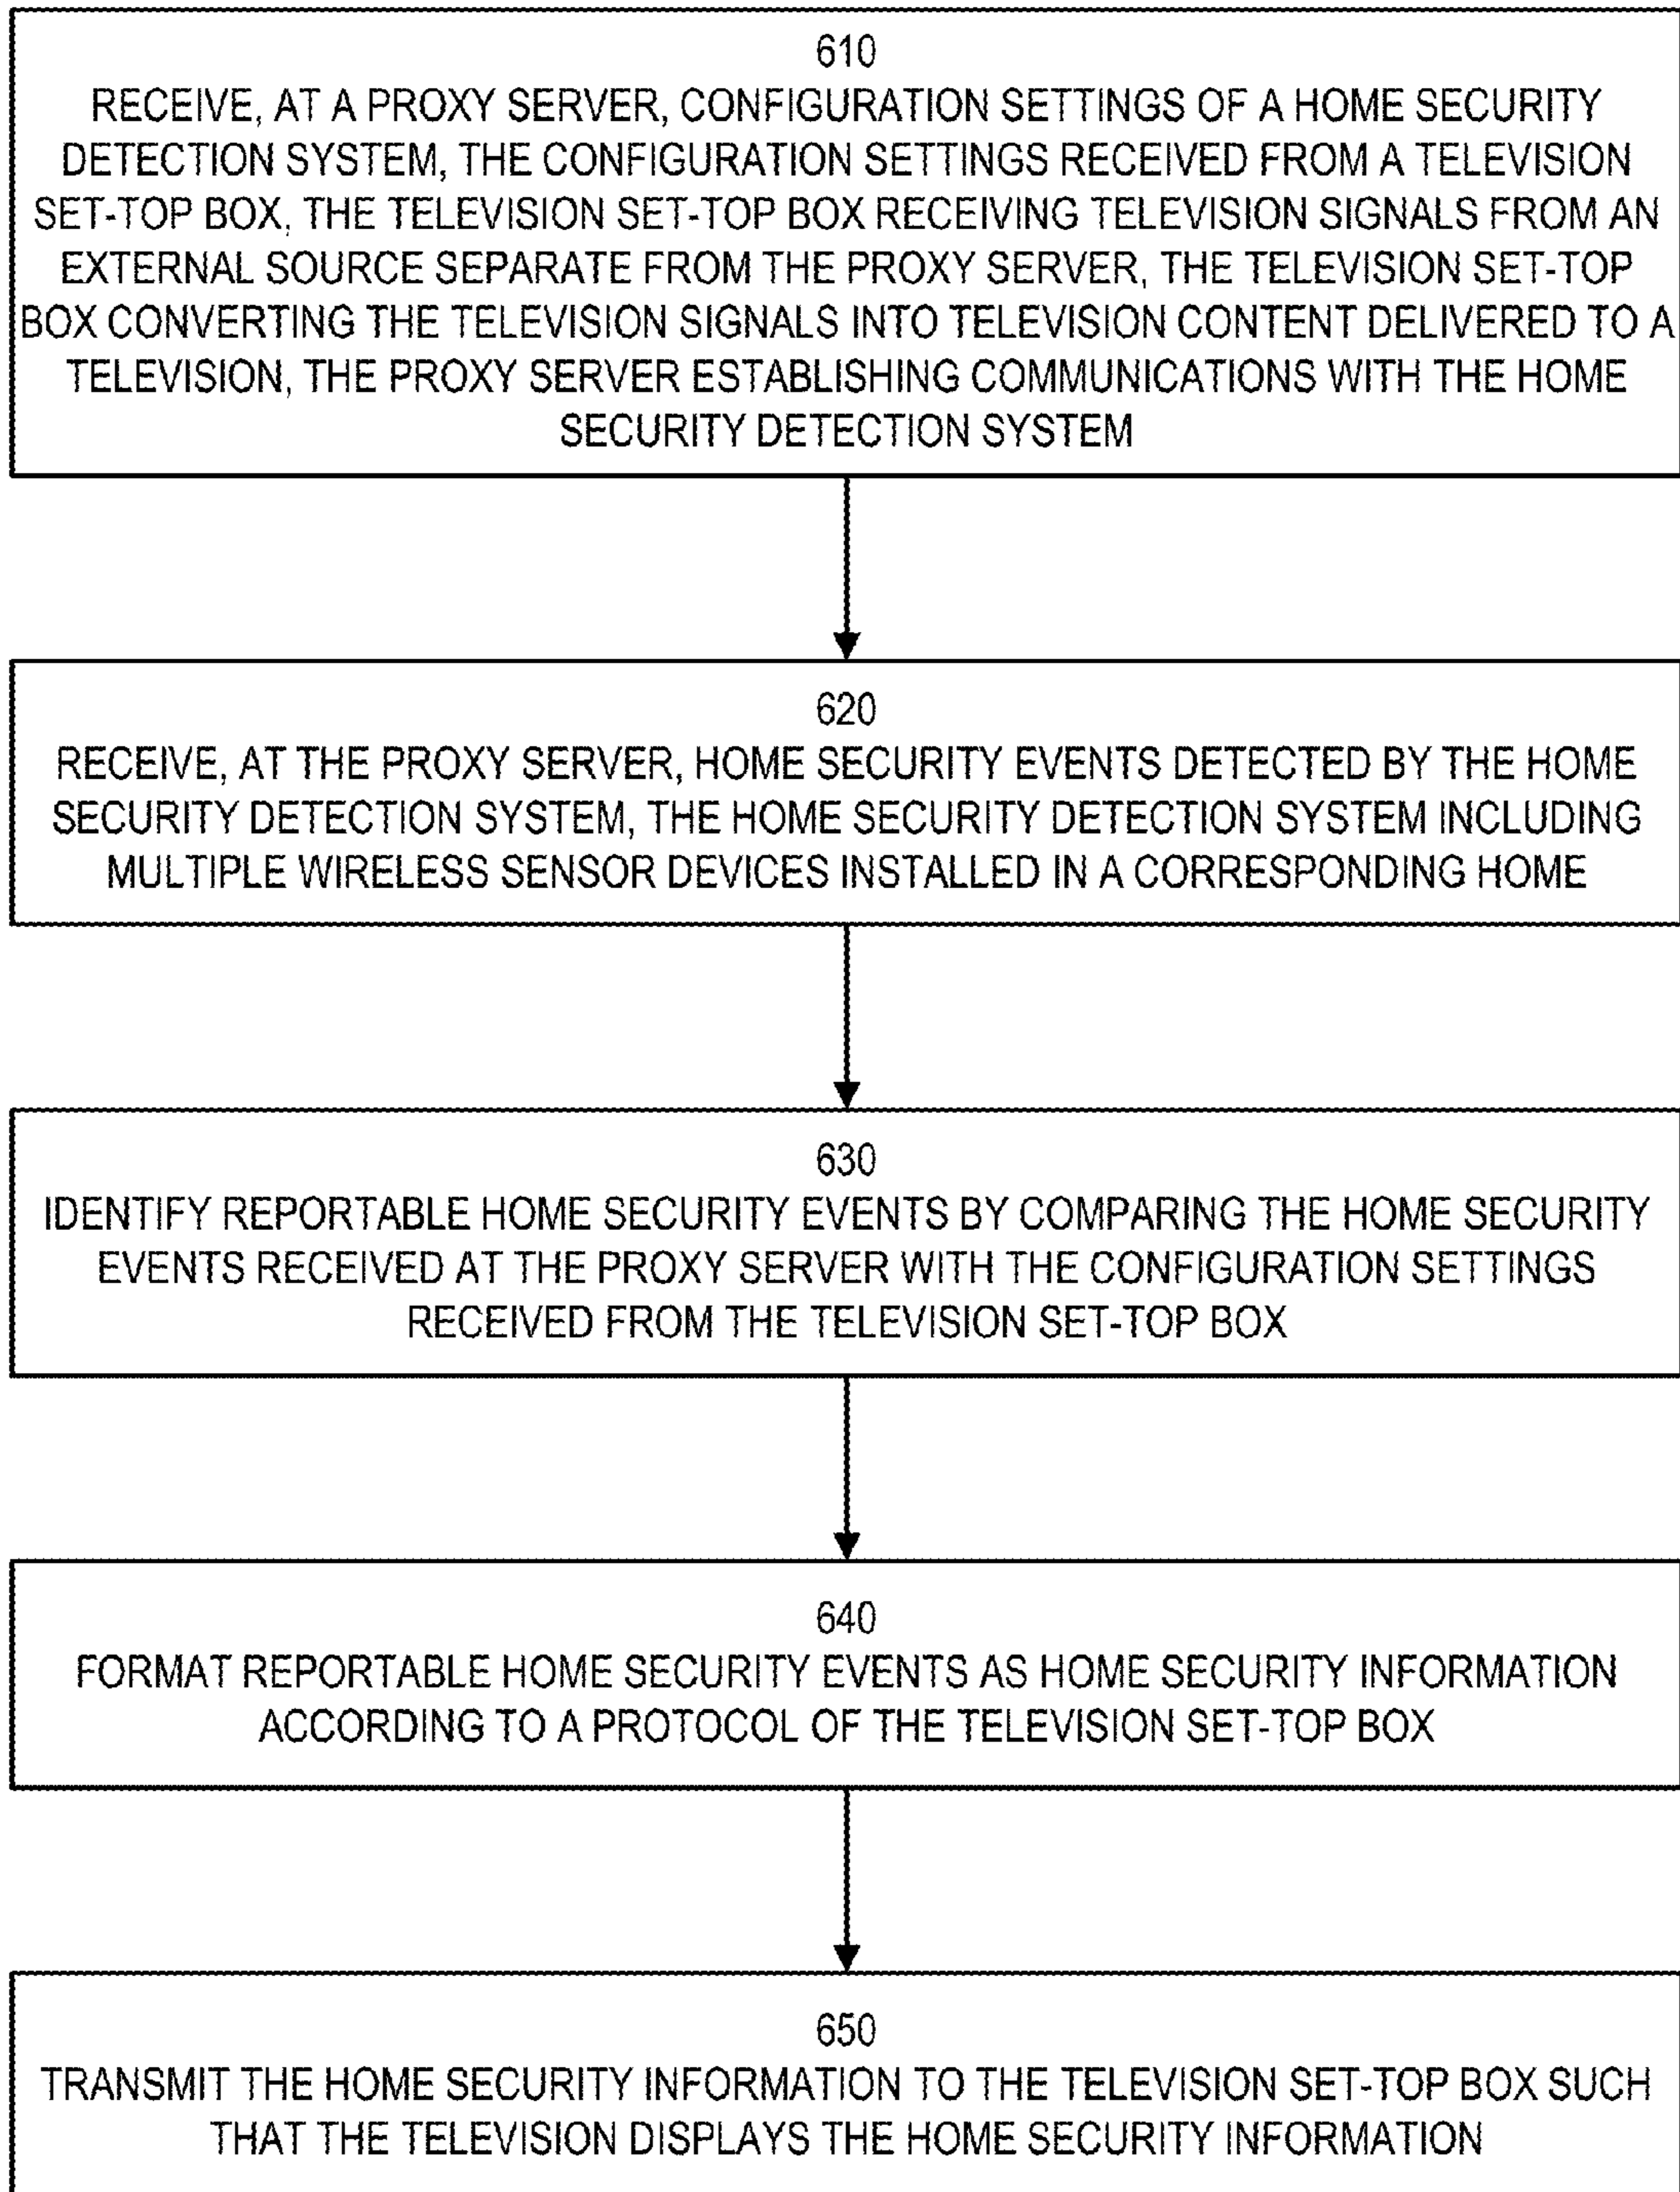 610
RECEIVE, AT A PROXY SERVER, CONFIGURATION SETTINGS OF A HOME SECURITY
DETECTION SYSTEM, THE CONFIGURATION SETTINGS RECEIVED FROM A TELEVISION
SET-TOP BOX, THE TELEVISION SET-TOP BOX RECEIVING TELEVISION SIGNALS FROM AN
EXTERNAL SOURCE SEPARATE FROM THE PROXY SERVER, THE TELEVISION SET-TOP
BOX CONVERTING THE TELEVISION SIGNALS INTO TELEVISION CONTENT DELIVERED TO A
TELEVISION, THE PROXY SERVER ESTABLISHING COMMUNICATIONS WITH THE HOME
SECURITY DETECTION SYSTEM
620
RECEIVE, AT THE PROXY SERVER, HOME SECURITY EVENTS DETECTED BY THE HOME
SECURITY DETECTION SYSTEM, THE HOME SECURITY DETECTION SYSTEM INCLUDING
MULTIPLE WIRELESS SENSOR DEVICES INSTALLED IN A CORRESPONDING HOME
630
IDENTIFY REPORTABLE HOME SECURITY EVENTS BY COMPARING THE HOME SECURITY
EVENTS RECEIVED AT THE PROXY SERVER WITH THE CONFIGURATION SETTINGS
RECEIVED FROM THE TELEVISION SET-TOP BOX
640
FORMAT REPORTABLE HOME SECURITY EVENTS AS HOME SECURITY INFORMATION
ACCORDING TO A PROTOCOL OF THE TELEVISION SET-TOP BOX
650
TRANSMIT THE HOME SECURITY INFORMATION TO THE TELEVISION SET-TOP BOX SUCH
THAT THE TELEVISION DISPLAYS THE HOME SECURITY INFORMATION